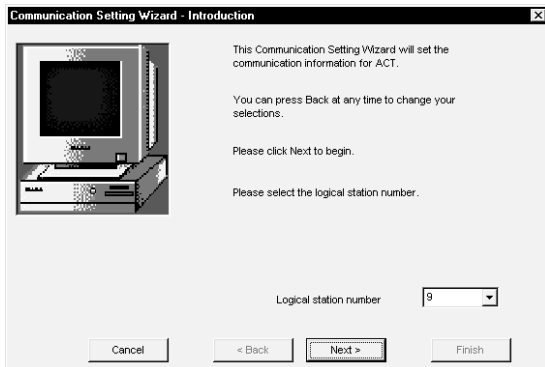 Communication Setting Wizard - Introduction
This Communication Setting Wizard will set the
communication information for ACT.
You can press Back at any time to change your
selections.
Please click Next to begin.
Please select the logical station number.
Logical station number 9
Cancel < Back Next > Finish